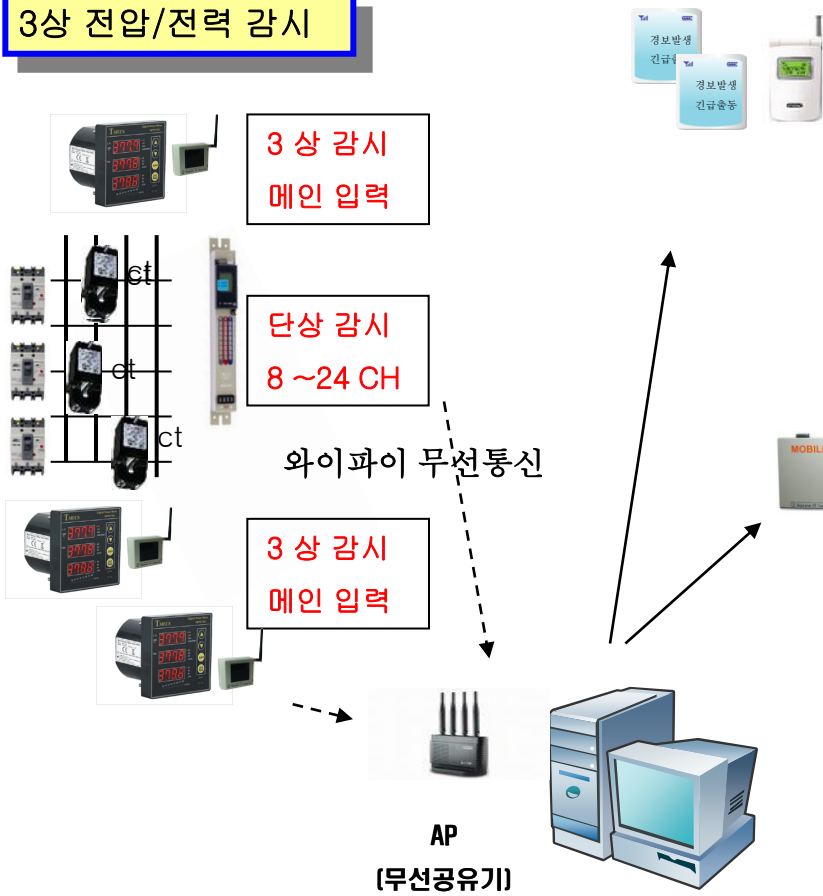 3상 전압/전력 감시
경보발생
긴급출
경보발생
긴급출동
3 상 감시
메인 입력
ct
ct
ct
단상 감시
8 ~24 CH
와이파이 무선통신
MOBIL
3 상 감시
메인 입력
AP
(무선공유기)